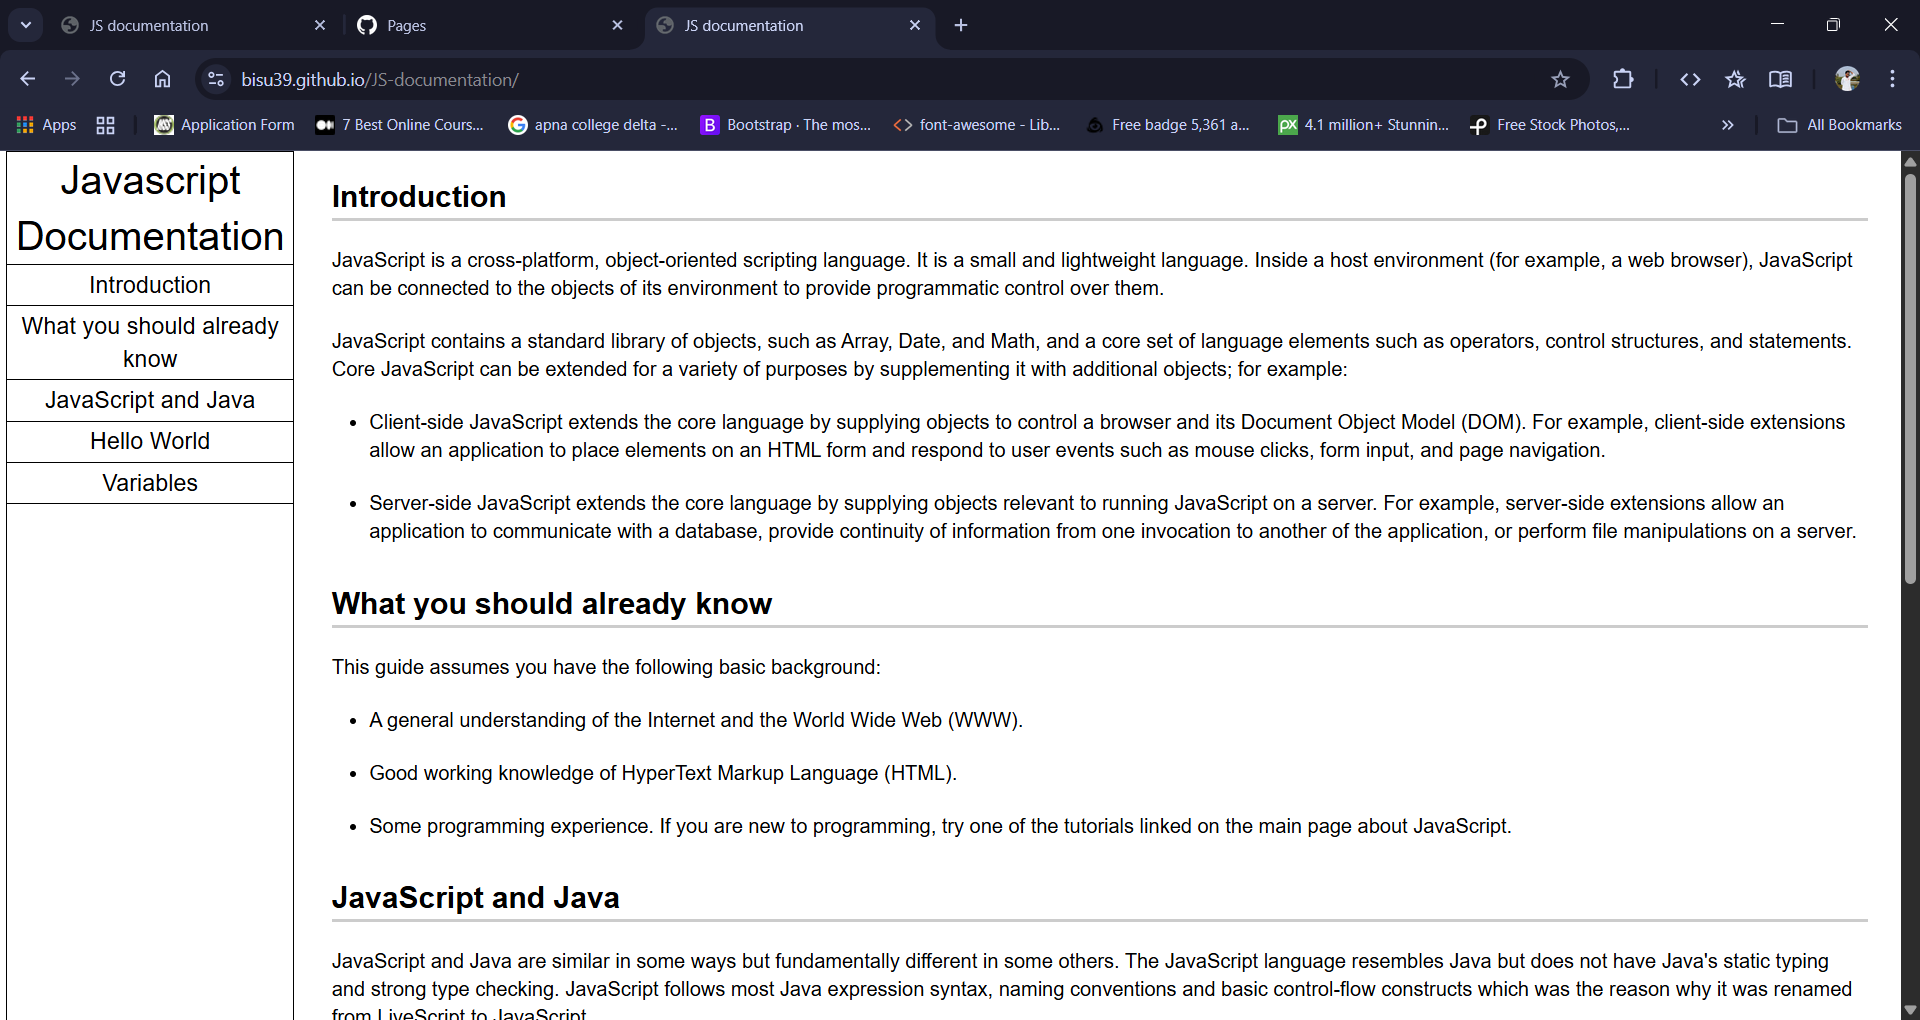 JS documentation
Pages
JS documentation
bisu39.github.io/JS-documentation/
Apps
Application Form
7 Best Online Cours...
apna college delta -...
Bootstrap · The mos...
font-awesome - Lib...
Free badge 5,361 a...
4.1 million+ Stunnin...
Free Stock Photos,...
All Bookmarks
Javascript
Documentation
Introduction
What you should already
know
JavaScript and Java
Hello World
Variables
Introduction
JavaScript is a cross-platform, object-oriented scripting language. It is a small and lightweight language. Inside a host environment (for example, a web browser), JavaScript
can be connected to the objects of its environment to provide programmatic control over them.
JavaScript contains a standard library of objects, such as Array, Date, and Math, and a core set of language elements such as operators, control structures, and statements.
Core JavaScript can be extended for a variety of purposes by supplementing it with additional objects; for example:
• Client-side JavaScript extends the core language by supplying objects to control a browser and its Document Object Model (DOM). For example, client-side extensions
allow an application to place elements on an HTML form and respond to user events such as mouse clicks, form input, and page navigation.
• Server-side JavaScript extends the core language by supplying objects relevant to running JavaScript on a server. For example, server-side extensions allow an
application to communicate with a database, provide continuity of information from one invocation to another of the application, or perform file manipulations on a server.
What you should already know
This guide assumes you have the following basic background:
• A general understanding of the Internet and the World Wide Web (WWW).
• Good working knowledge of HyperText Markup Language (HTML).
• Some programming experience. If you are new to programming, try one of the tutorials linked on the main page about JavaScript.
JavaScript and Java
JavaScript and Java are similar in some ways but fundamentally different in some others. The JavaScript language resembles Java but does not have Java's static typing
and strong type checking. JavaScript follows most Java expression syntax, naming conventions and basic control-flow constructs which was the reason why it was renamed
from LiveScript to JavaScript.